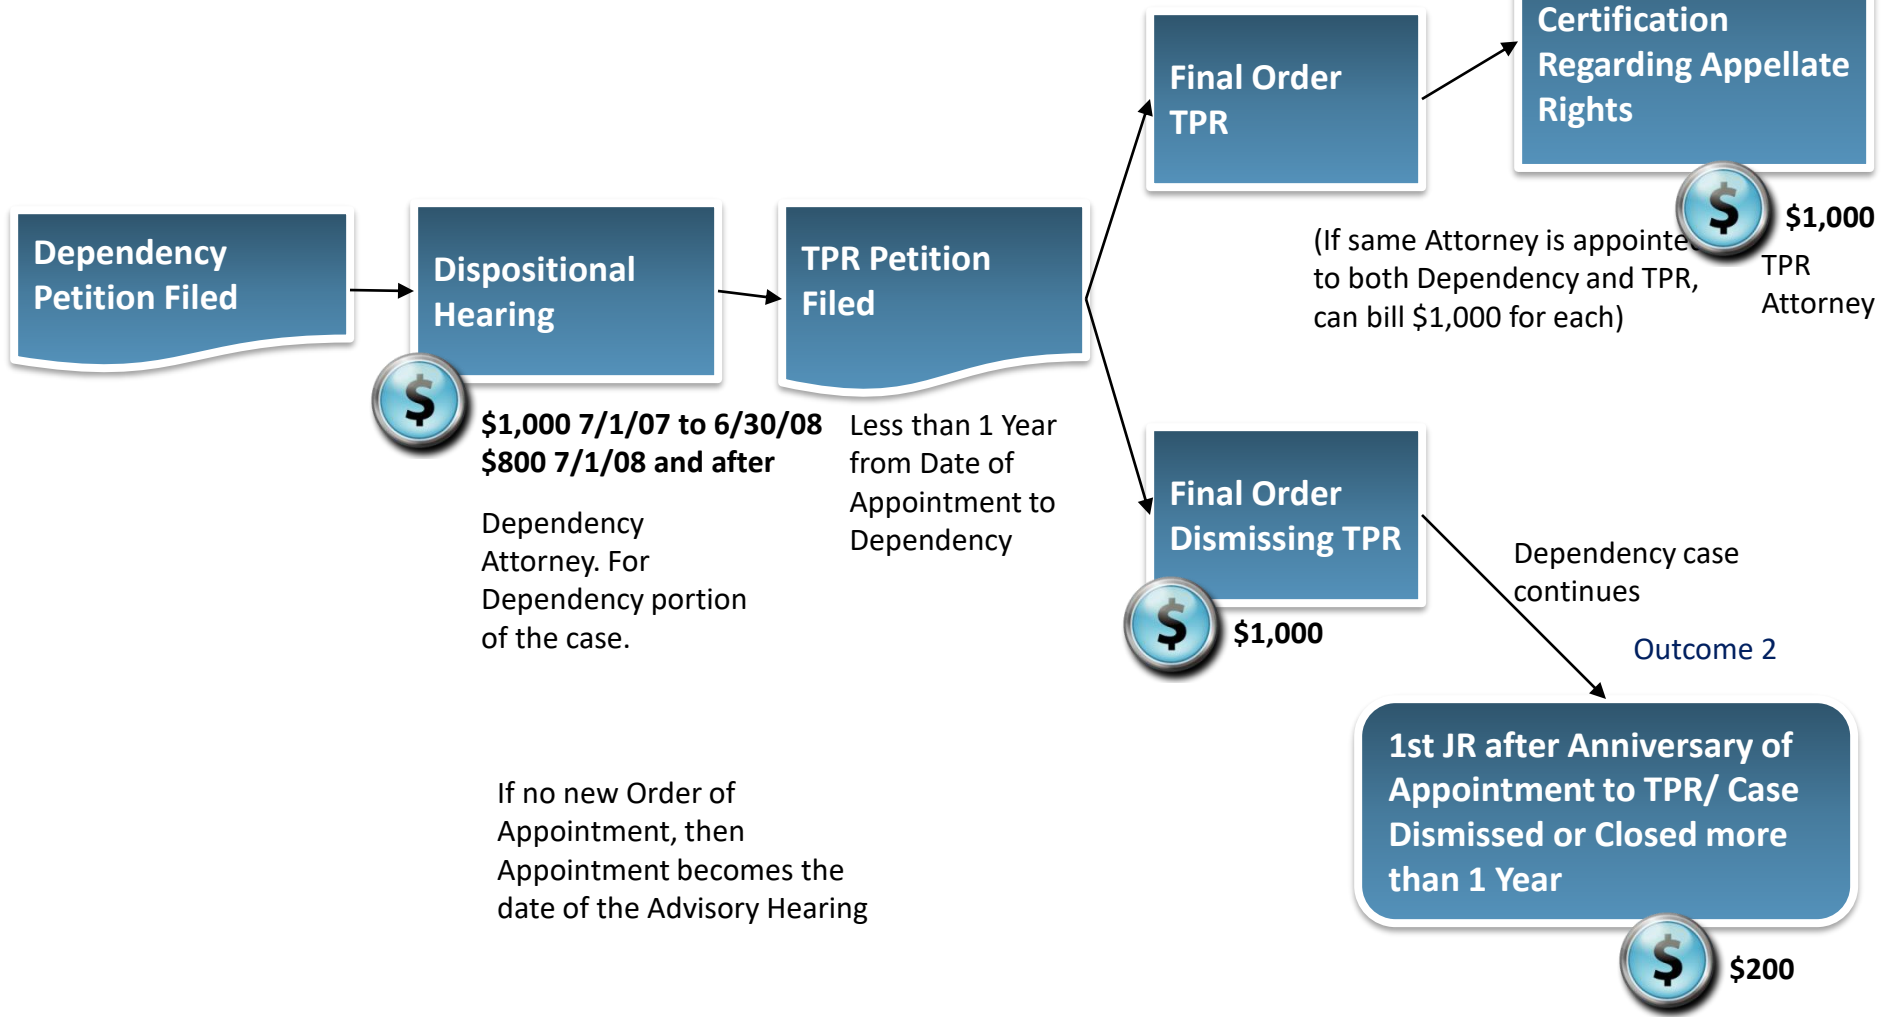 Certification
Regarding Appellate
Rights
Final Order
TPR
$
$1,000
TPR
Attorney
(If same Attorney is appointe
to both Dependency and TPR,
can bill $1,000 for each)
Dependency
Petition Filed
Dispositional
Hearing
TPR Petition
Filed
$
$1,000 7/1/07 to 6/30/08
$800 7/1/08 and after
Dependency
Attorney. For
Dependency portion
of the case.
Less than 1 Year
from Date of
Appointment to
Dependency
Final Order
Dismissing TPR
$
$1,000
Dependency case
continues
Outcome 2
1st JR after Anniversary of
Appointment to TPR/ Case
Dismissed or Closed more
than 1 Year
$
$200
If no new Order of
Appointment, then
Appointment becomes the
date of the Advisory Hearing